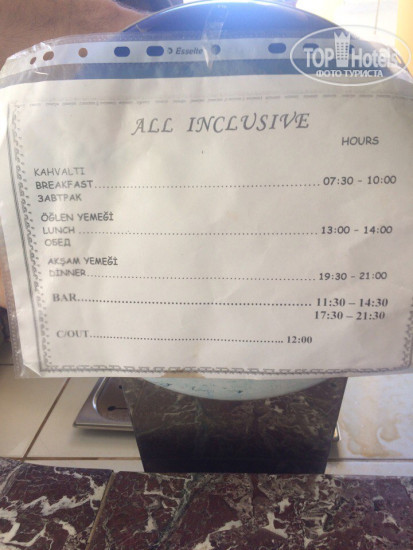 Esselte
TOP Hotels
ФОТО ТУРИСТА
ALL INCLUSIVE
HOURS
KAHVALTI
BREAKFAST.......................................................... 07:30 - 10:00
ЗАВТРАК
ÖĞLEN YEMEĞİ
LUNCH.............................................................. 13:00 - 14:00
ОБЕД
AKŞAM YEMEĞİ
DINNER............................................................. 19:30 - 21:00
BAR................................................................ 11:30 - 14:30
17:30 - 21:30
C/OUT.............................................................. 12:00